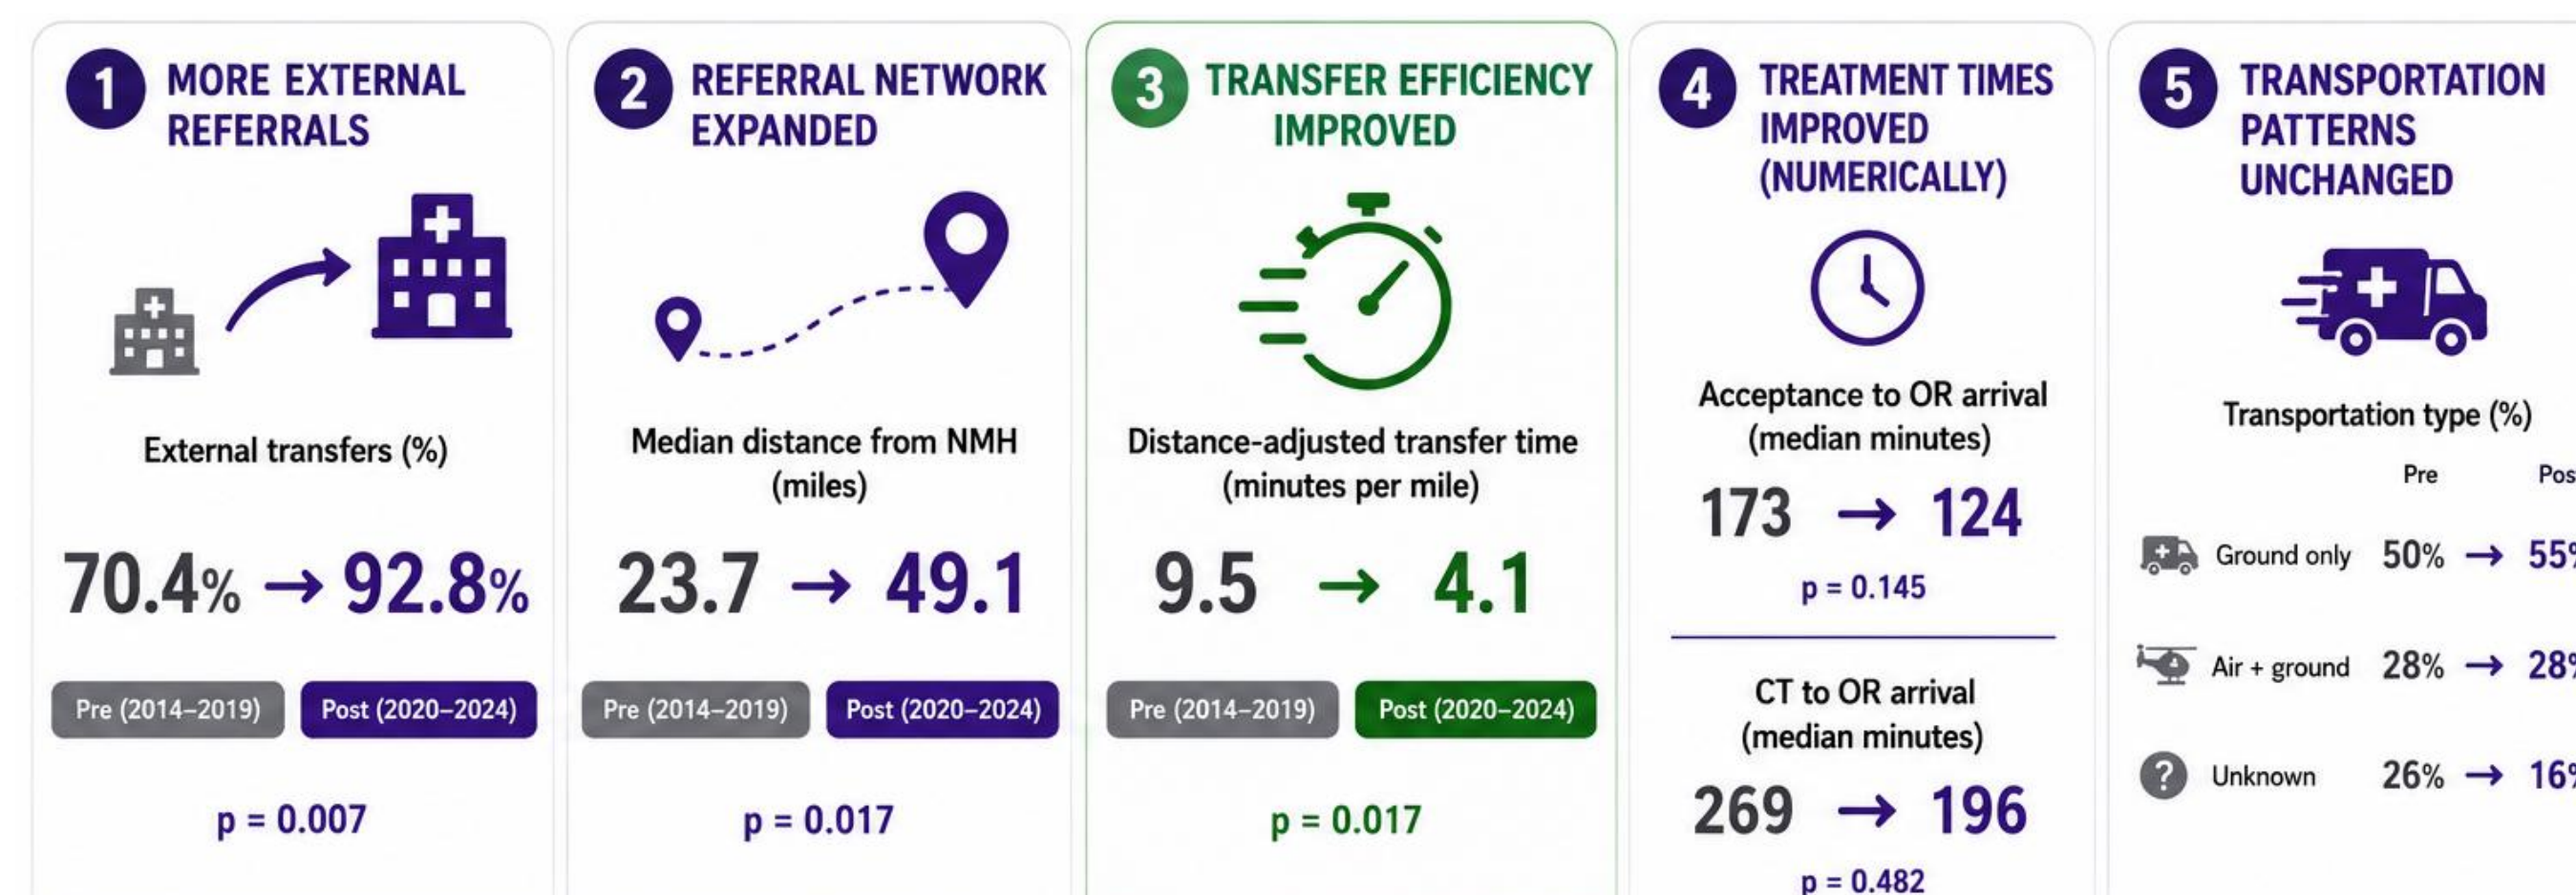 1 MORE EXTERNAL
REFERRALS
External transfers (%)
70.4% → 92.8%
Pre (2014–2019) Post (2020–2024)
p = 0.007
2 REFERRAL NETWORK
EXPANDED
Median distance from NMH
(miles)
23.7 → 49.1
Pre (2014–2019) Post (2020–2024)
p = 0.017
3 TRANSFER EFFICIENCY
IMPROVED
Distance-adjusted transfer time
(minutes per mile)
9.5 → 4.1
Pre (2014–2019) Post (2020–2024)
p = 0.017
4 TREATMENT TIMES
IMPROVED
(NUMERICALLY)
Acceptance to OR arrival
(median minutes)
173 → 124
p = 0.145
CT to OR arrival
(median minutes)
269 → 196
p = 0.482
5 TRANSPORTATION
PATTERNS
UNCHANGED
Transportation type (%)
Pre Pos
Ground only 50% → 55%
Air + ground 28% → 28%
? Unknown 26% → 16%